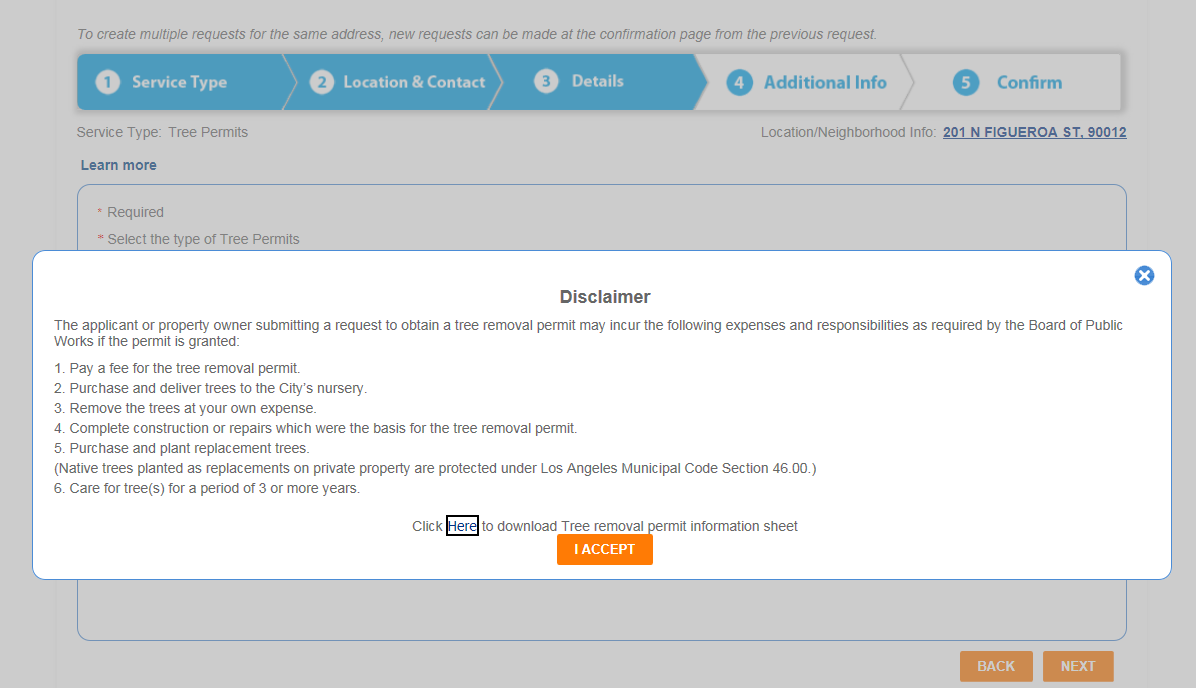 To create multiple requests for the same address, new requests can be made at the confirmation page from the previous request.
1 Service Type 2 Location & Contact 3 Details 4 Additional Info 5 Confirm
Service Type: Tree Permits Location/Neighborhood Info: 201 N FIGUEROA ST, 90012
Learn more
* Required
* Select the type of Tree Permits
Disclaimer
The applicant or property owner submitting a request to obtain a tree removal permit may incur the following expenses and responsibilities as required by the Board of Public
Works if the permit is granted:
1. Pay a fee for the tree removal permit.
2. Purchase and deliver trees to the City’s nursery.
3. Remove the trees at your own expense.
4. Complete construction or repairs which were the basis for the tree removal permit.
5. Purchase and plant replacement trees.
(Native trees planted as replacements on private property are protected under Los Angeles Municipal Code Section 46.00.)
6. Care for tree(s) for a period of 3 or more years.
Click Here to download Tree removal permit information sheet
I ACCEPT
BACK NEXT